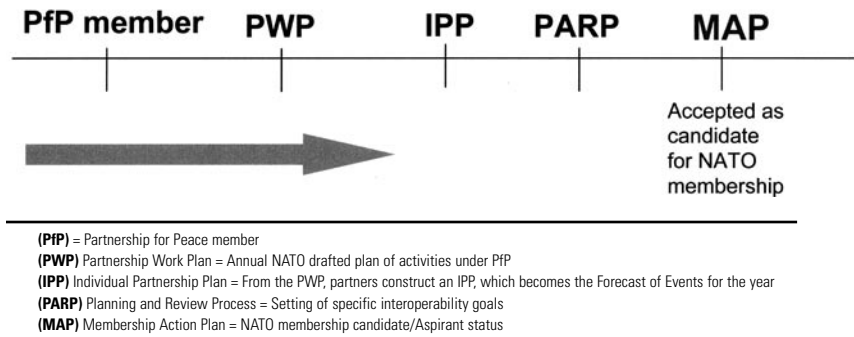 PfP member PWP IPP PARP MAP
Accepted as
candidate
for NATO
membership
(PfP) = Partnership for Peace member
(PWP) Partnership Work Plan = Annual NATO drafted plan of activities under PfP
(IPP) Individual Partnership Plan = From the PWP, partners construct an IPP, which becomes the Forecast of Events for the year
(PARP) Planning and Review Process = Setting of specific interoperability goals
(MAP) Membership Action Plan = NATO membership candidate/Aspirant status